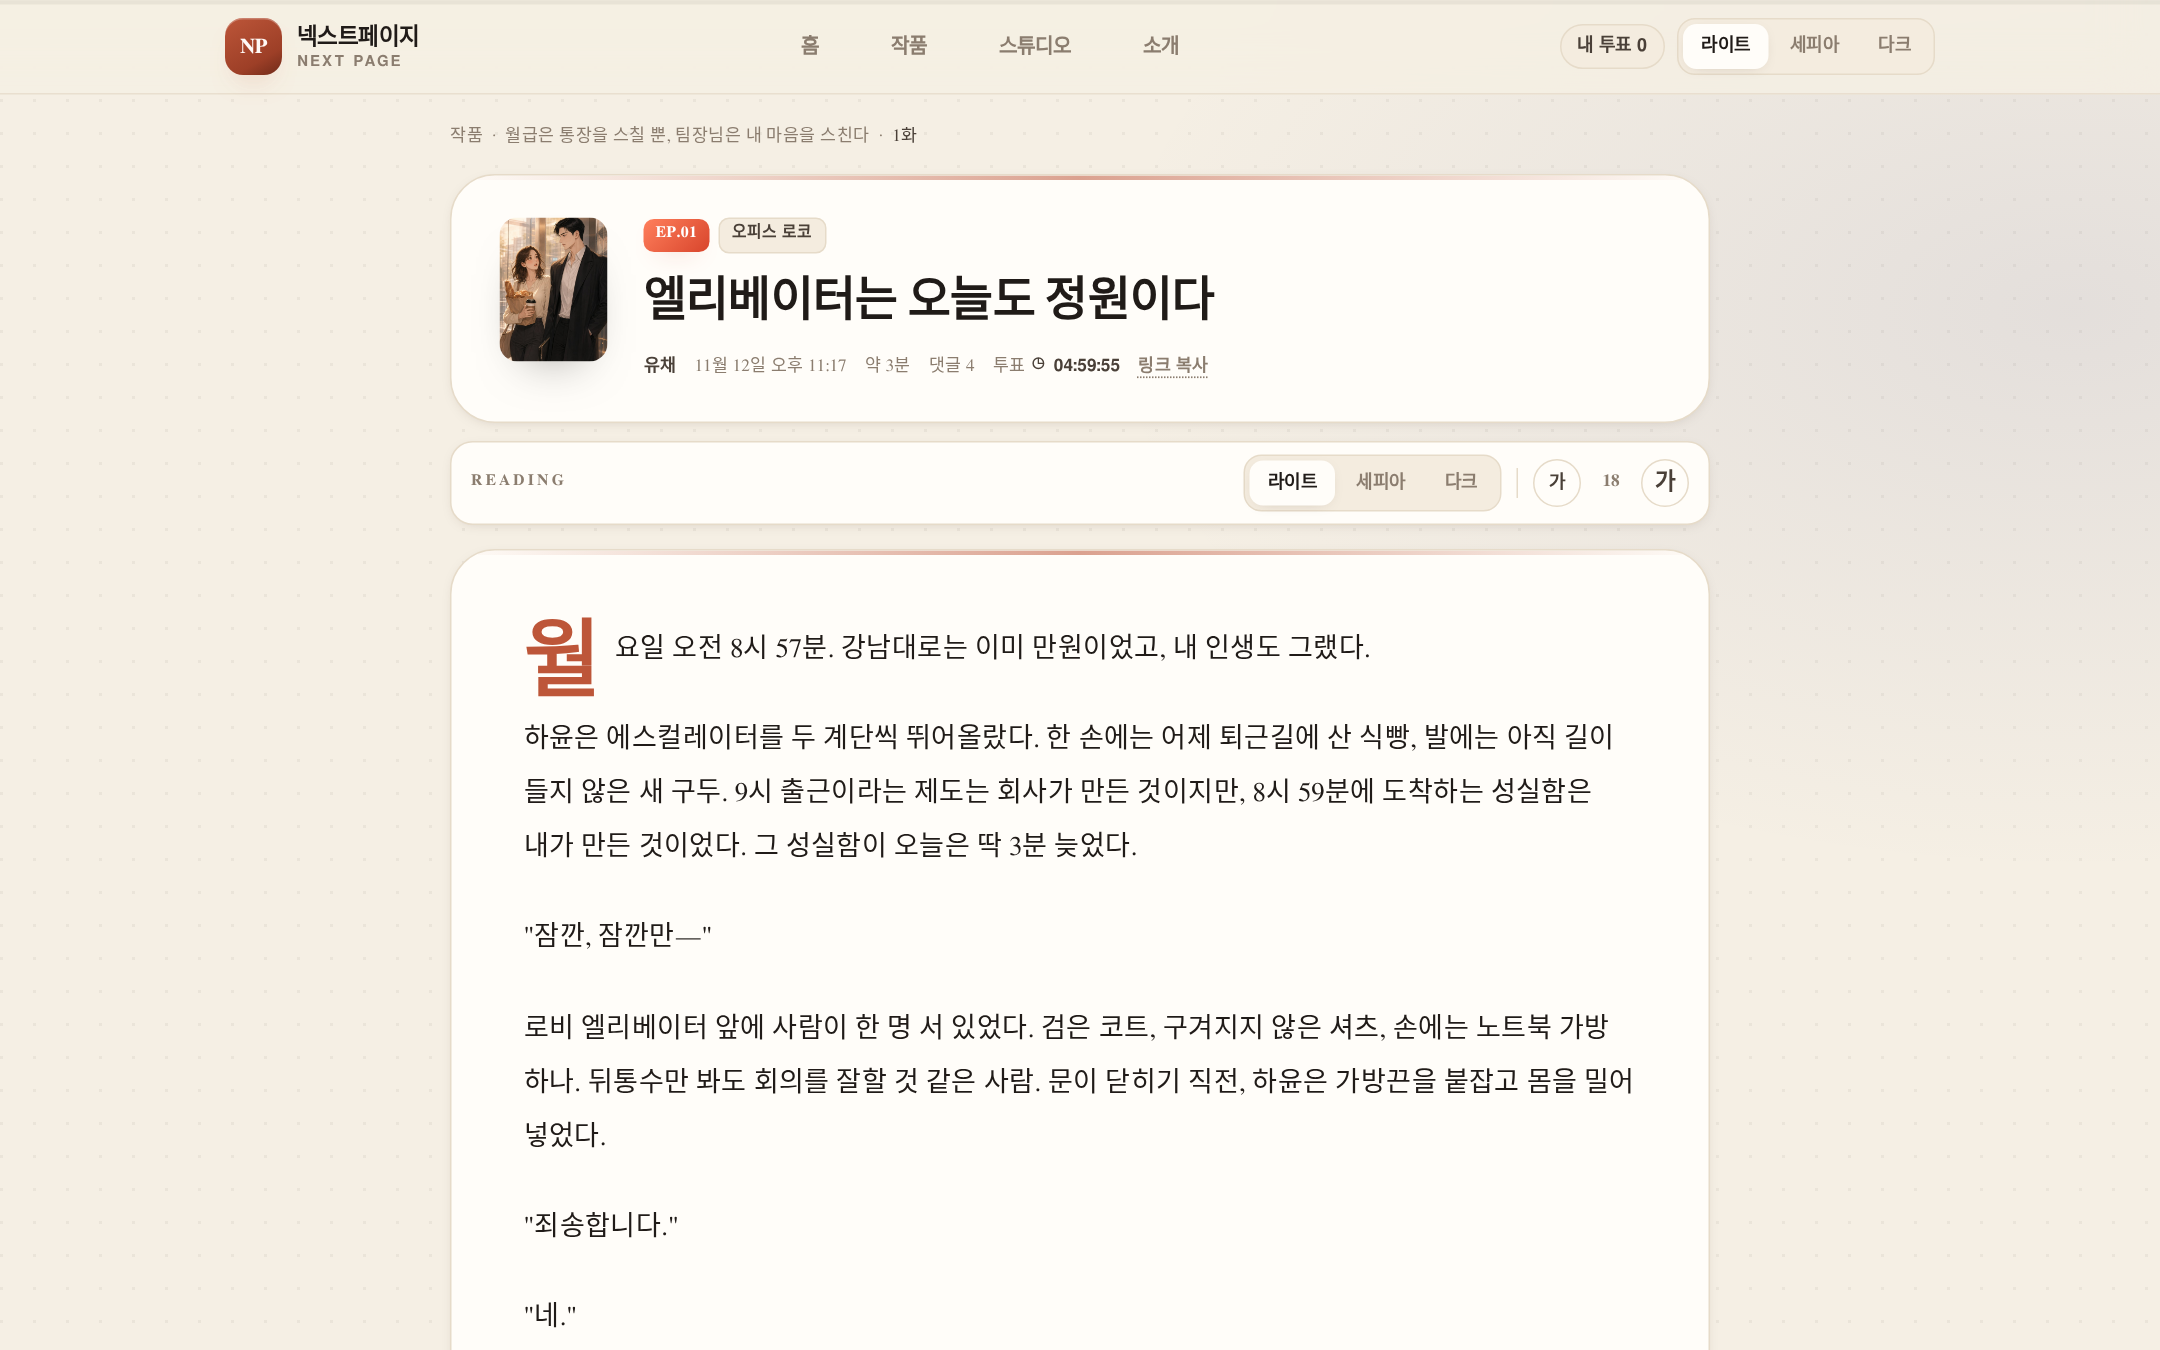 NP
넥스트페이지
NEXT PAGE
홈 작품 스튜디오 소개
내 투표 0
라이트 세피아 다크
작품 · 월급은 통장을 스칠 뿐, 팀장님은 내 마음을 스친다 · 1화
EP.01 오피스 로코
엘리베이터는 오늘도 정원이다
유채 11월 12일 오후 11:17 약 3분 댓글 4 투표 04:59:55 링크 복사
READING
라이트 세피아 다크
가 18 가
월요일 오전 8시 57분. 강남대로는 이미 만원이었고, 내 인생도 그랬다.
하윤은 에스컬레이터를 두 계단씩 뛰어올랐다. 한 손에는 어제 퇴근길에 산 식빵, 발에는 아직 길이
들지 않은 새 구두. 9시 출근이라는 제도는 회사가 만든 것이지만, 8시 59분에 도착하는 성실함은
내가 만든 것이었다. 그 성실함이 오늘은 딱 3분 늦었다.
"잠깐, 잠깐만—"
로비 엘리베이터 앞에 사람이 한 명 서 있었다. 검은 코트, 구겨지지 않은 셔츠, 손에는 노트북 가방
하나. 뒤통수만 봐도 회의를 잘할 것 같은 사람. 문이 닫히기 직전, 하윤은 가방끈을 붙잡고 몸을 밀어
넣었다.
"죄송합니다."
"네."